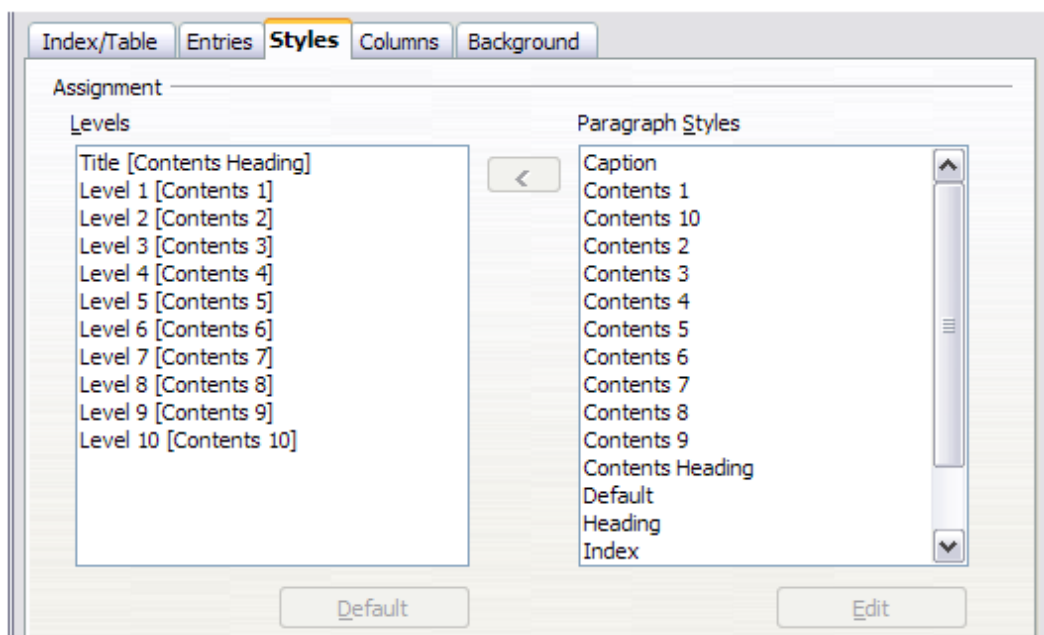 Index/Table Entries Styles Columns Background
Assignment
Levels
Title [Contents Heading]
Level 1 [Contents 1]
Level 2 [Contents 2]
Level 3 [Contents 3]
Level 4 [Contents 4]
Level 5 [Contents 5]
Level 6 [Contents 6]
Level 7 [Contents 7]
Level 8 [Contents 8]
Level 9 [Contents 9]
Level 10 [Contents 10]
Default
<
Paragraph Styles
Caption
Contents 1
Contents 10
Contents 2
Contents 3
Contents 4
Contents 5
Contents 6
Contents 7
Contents 8
Contents 9
Contents Heading
Default
Heading
Index
Edit